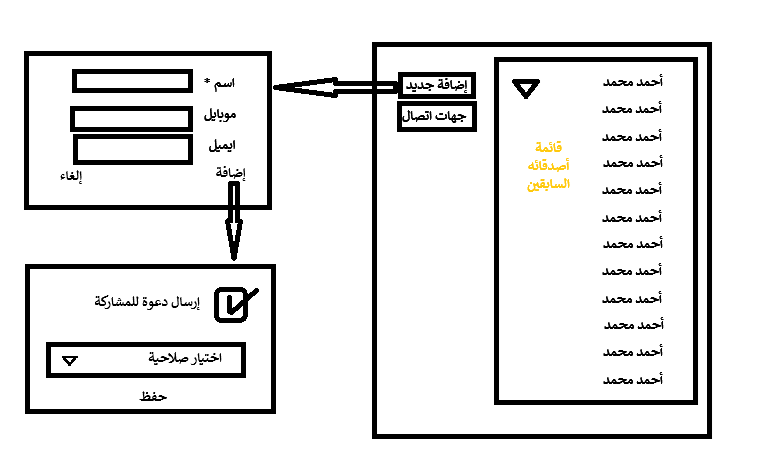 أحمد محمد
أحمد محمد
أحمد محمد
أحمد محمد
أحمد محمد
أحمد محمد
أحمد محمد
أحمد محمد
أحمد محمد
أحمد محمد
أحمد محمد
أحمد محمد
قائمة
أصدقائه
السابقين
إضافة جديد
جهات اتصال
اسم *
موبايل
ايميل
إضافة
إلغاء
إرسال دعوة للمشاركة
اختيار صلاحية
حفظ